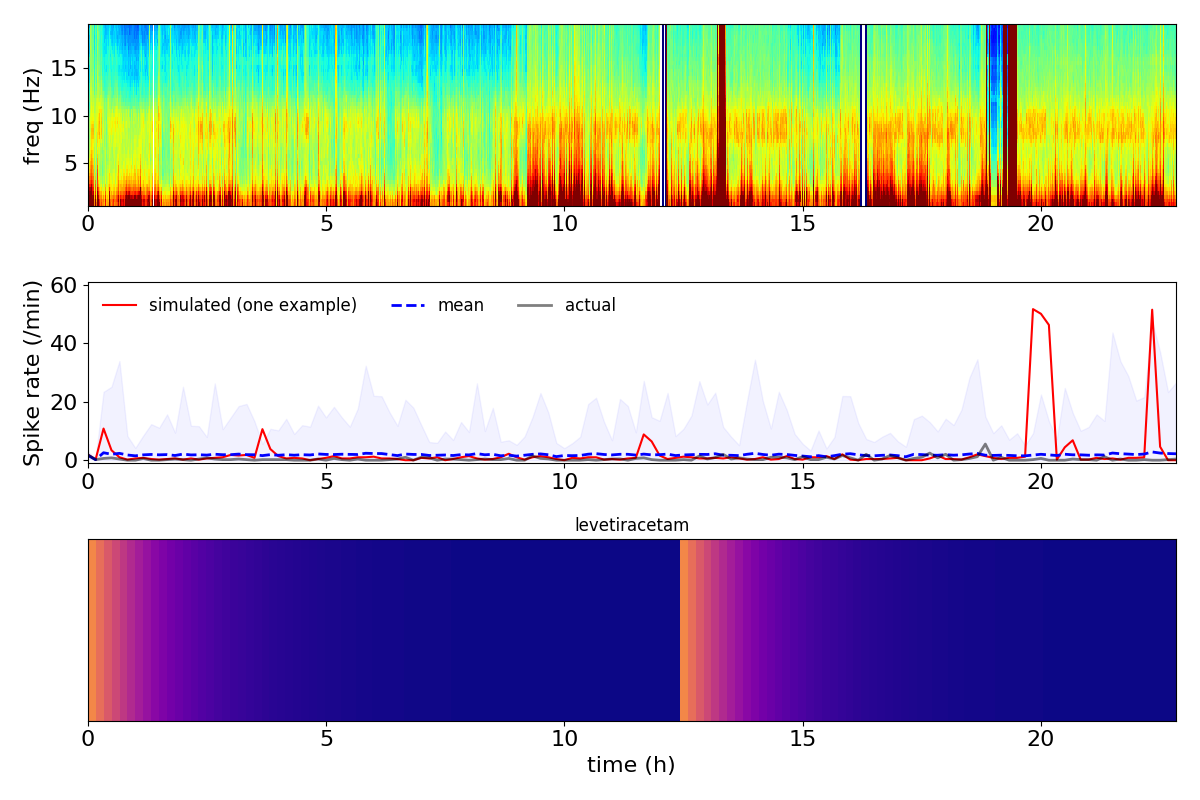 freq (Hz)
15
10
5
0 5 10 15 20
Spike rate (/min)
60
40
20
0
simulated (one example) mean actual
0 5 10 15 20
levetiracetam
0 5 10 15 20
time (h)